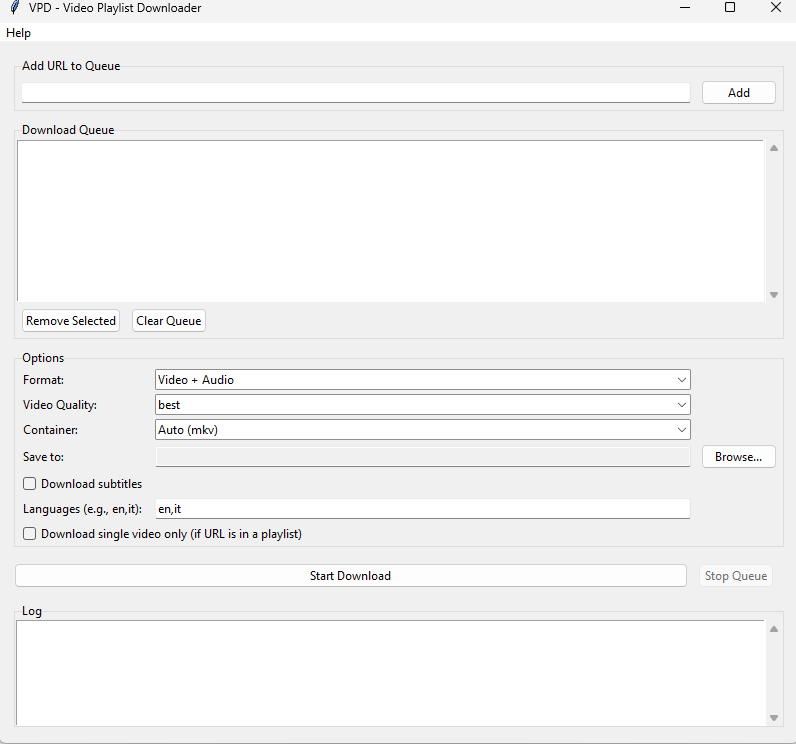 VPD - Video Playlist Downloader
Help
Add URL to Queue
Add
Download Queue
Remove Selected Clear Queue
Options
Format: Video + Audio
Video Quality: best
Container: Auto (mkv)
Save to: Browse...
Download subtitles
Languages (e.g., en,it): en,it
Download single video only (if URL is in a playlist)
Start Download Stop Queue
Log